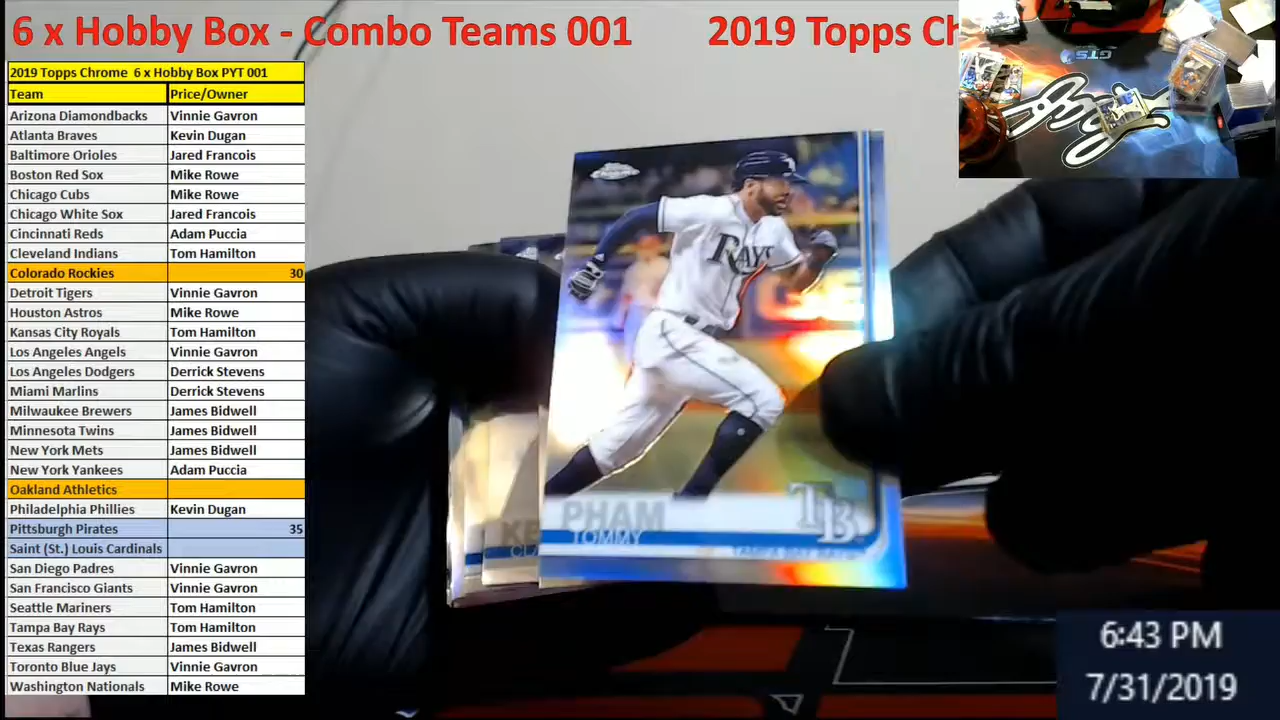 6 x Hobby Box - Combo Teams 001 2019 Topps Ch
2019 Topps Chrome 6 x Hobby Box PYT 001
Team Price/Owner
Arizona Diamondbacks Vinnie Gavron
Atlanta Braves Kevin Dugan
Baltimore Orioles Jared Francois
Boston Red Sox Mike Rowe
Chicago Cubs Mike Rowe
Chicago White Sox Jared Francois
Cincinnati Reds Adam Puccia
Cleveland Indians Tom Hamilton
Colorado Rockies 30
Detroit Tigers Vinnie Gavron
Houston Astros Mike Rowe
Kansas City Royals Tom Hamilton
Los Angeles Angels Vinnie Gavron
Los Angeles Dodgers Derrick Stevens
Miami Marlins Derrick Stevens
Milwaukee Brewers James Bidwell
Minnesota Twins James Bidwell
New York Mets James Bidwell
New York Yankees Adam Puccia
Oakland Athletics
Philadelphia Phillies Kevin Dugan
Pittsburgh Pirates 35
Saint (St.) Louis Cardinals
San Diego Padres Vinnie Gavron
San Francisco Giants Vinnie Gavron
Seattle Mariners Tom Hamilton
Tampa Bay Rays Tom Hamilton
Texas Rangers James Bidwell
Toronto Blue Jays Vinnie Gavron
Washington Nationals Mike Rowe
GTS
RAYS
PHAM
TOMMY
TB
TAMPA BAY RAYS
KE
CLA
6:43 PM
7/31/2019